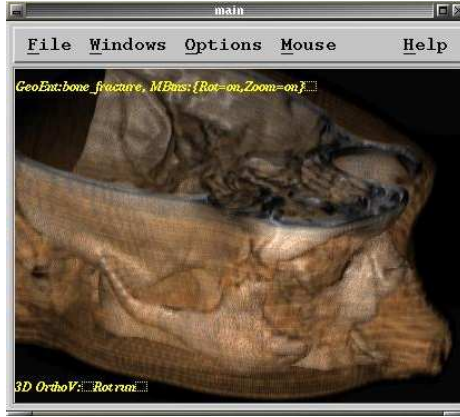 main
File Windows Options Mouse Help
GeoEnt:bone_fracture, MBtns:{Rot=on,Zoom=on}
3D OrthoV: Rot run